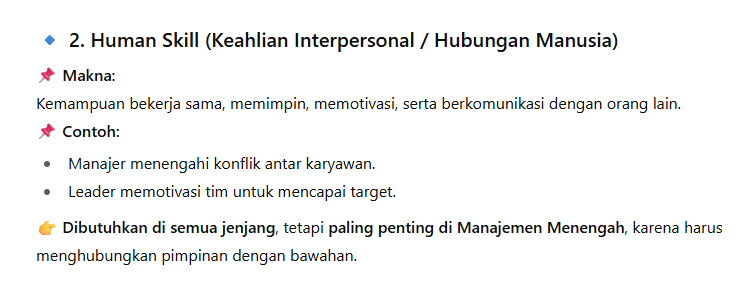 🔹 2. Human Skill (Keahlian Interpersonal / Hubungan Manusia)
📌 Makna:
Kemampuan bekerja sama, memimpin, memotivasi, serta berkomunikasi dengan orang lain.
📌 Contoh:
• Manajer menengahi konflik antar karyawan.
• Leader memotivasi tim untuk mencapai target.
👉 Dibutuhkan di semua jenjang, tetapi paling penting di Manajemen Menengah, karena harus
menghubungkan pimpinan dengan bawahan.